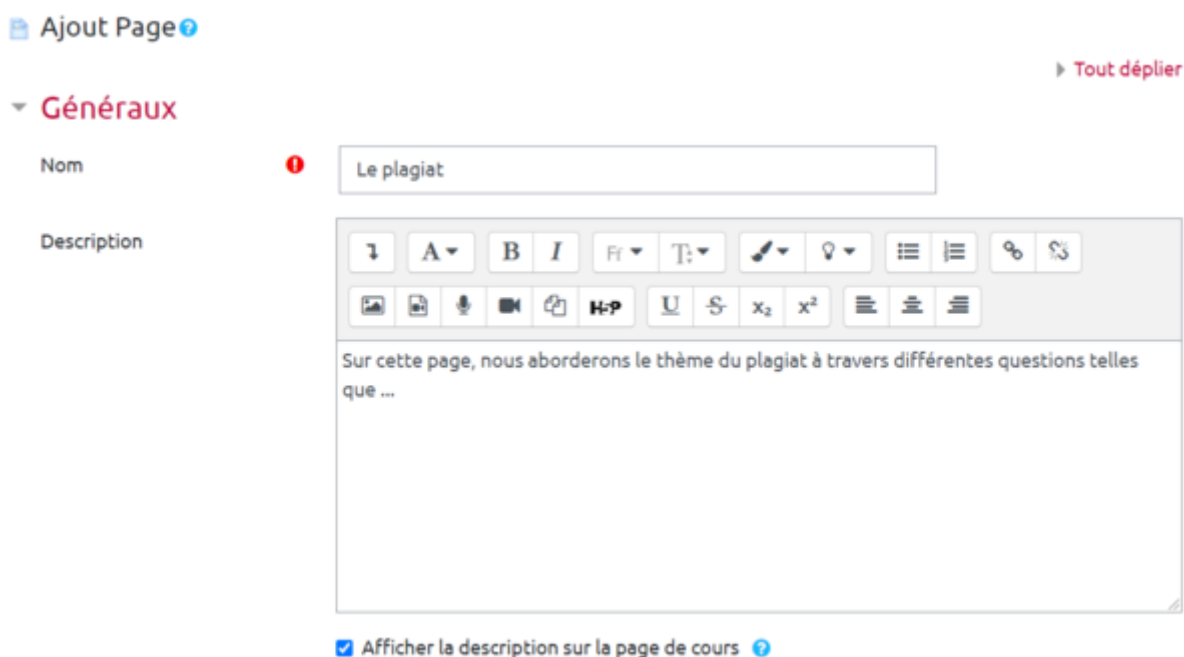 Ajout Page
Tout déplier
Généraux
Nom
Le plagiat
Description
A B I Fr T
H-P U S x₂ x²
Sur cette page, nous aborderons le thème du plagiat à travers différentes questions telles
que ...
Afficher la description sur la page de cours